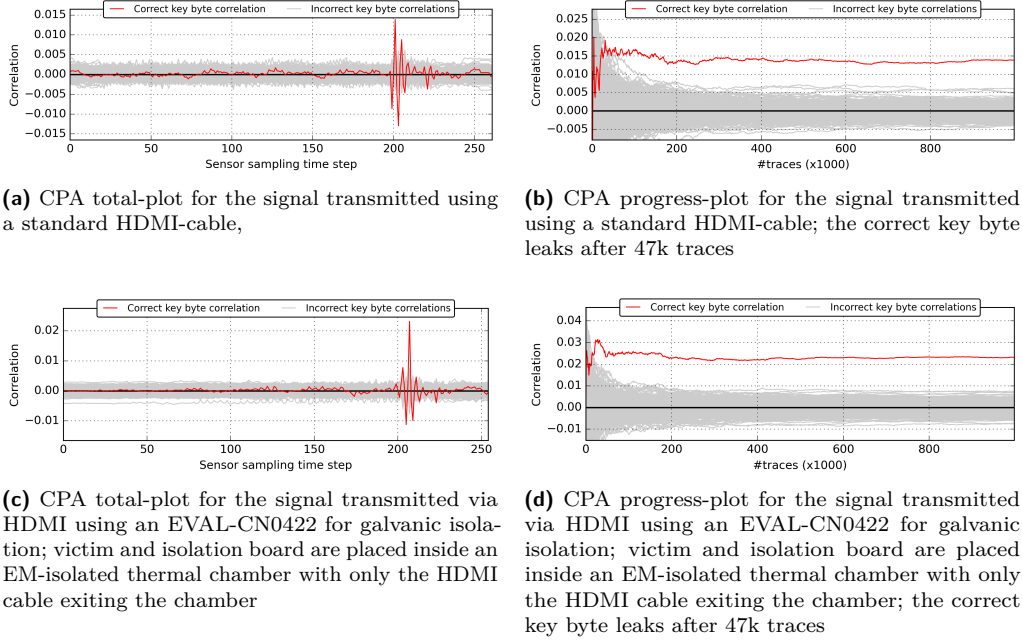 Correct key byte correlation Incorrect key byte correlations
0.015
0.010
0.005
0.000
−0.005
−0.010
−0.015
Correlation
0 50 100 150 200 250
Sensor sampling time step
(a) CPA total-plot for the signal transmitted using
a standard HDMI-cable,
Correct key byte correlation Incorrect key byte correlations
0.025
0.020
0.015
0.010
0.005
0.000
−0.005
Correlation
0 200 400 600 800
#traces (x1000)
(b) CPA progress-plot for the signal transmitted
using a standard HDMI-cable; the correct key byte
leaks after 47k traces
Correct key byte correlation Incorrect key byte correlations
0.02
0.01
0.00
−0.01
Correlation
0 50 100 150 200 250
Sensor sampling time step
(c) CPA total-plot for the signal transmitted via
HDMI using an EVAL-CN0422 for galvanic isola-
tion; victim and isolation board are placed inside an
EM-isolated thermal chamber with only the HDMI
cable exiting the chamber
Correct key byte correlation Incorrect key byte correlations
0.04
0.03
0.02
0.01
0.00
−0.01
Correlation
0 200 400 600 800
#traces (x1000)
(d) CPA progress-plot for the signal transmitted
via HDMI using an EVAL-CN0422 for galvanic
isolation; victim and isolation board are placed
inside an EM-isolated thermal chamber with only
the HDMI cable exiting the chamber; the correct
key byte leaks after 47k traces